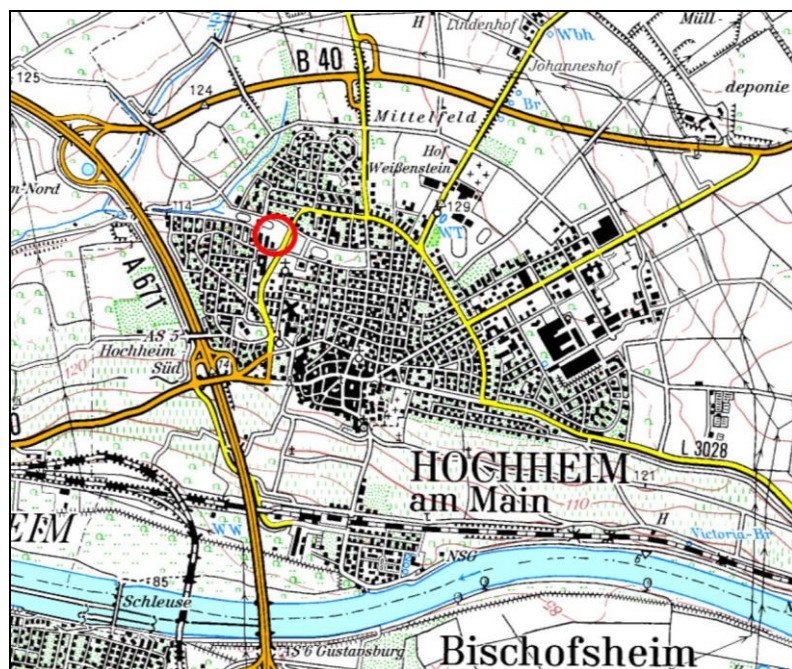 H
Lindenhof
Wbh
Müll-
125
B 40
Johanneshof
deponie
124
Br
Mittelfeld
Hof
Weißenstein
n-Nord
114
129
WT
A 671
AS 5
Hochheim
Süd
120
L 3028
HOCHHEIM
121
am Main
110
EIM
WW
H
Victoria-Br
NSG
85
Schleuse
AS 6 Gustavsburg
85
Bischofsheim